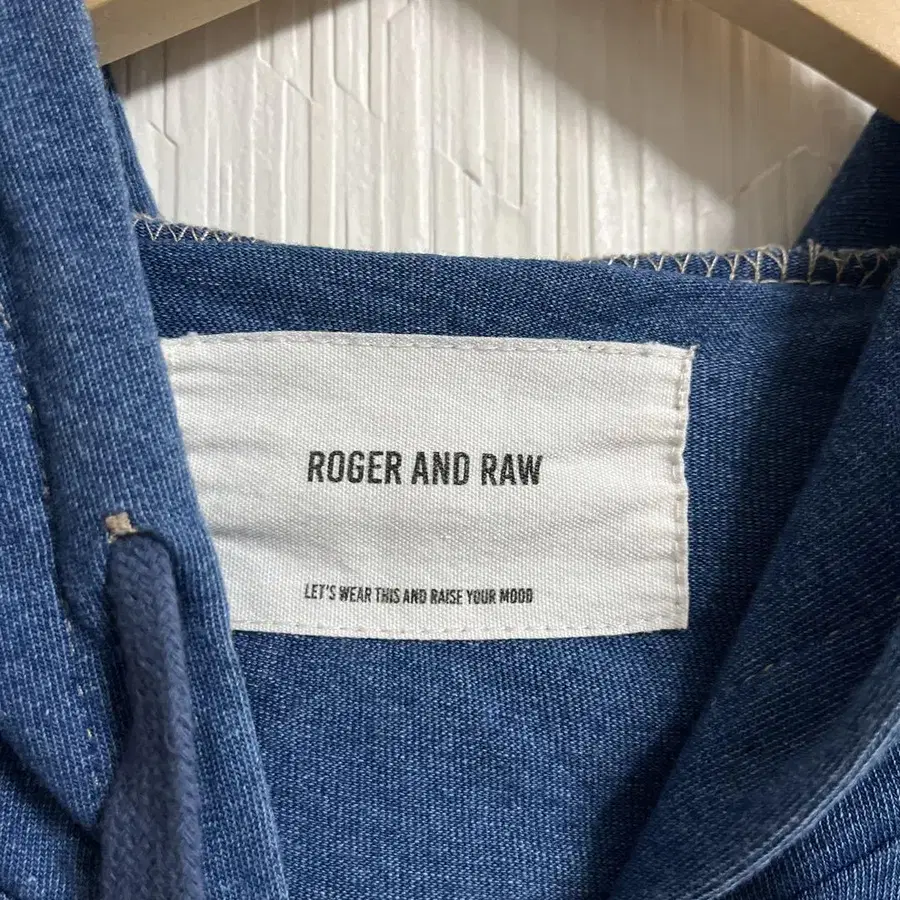 ROGER AND RAW
LET'S WEAR THIS AND RAISE YOUR MOOD